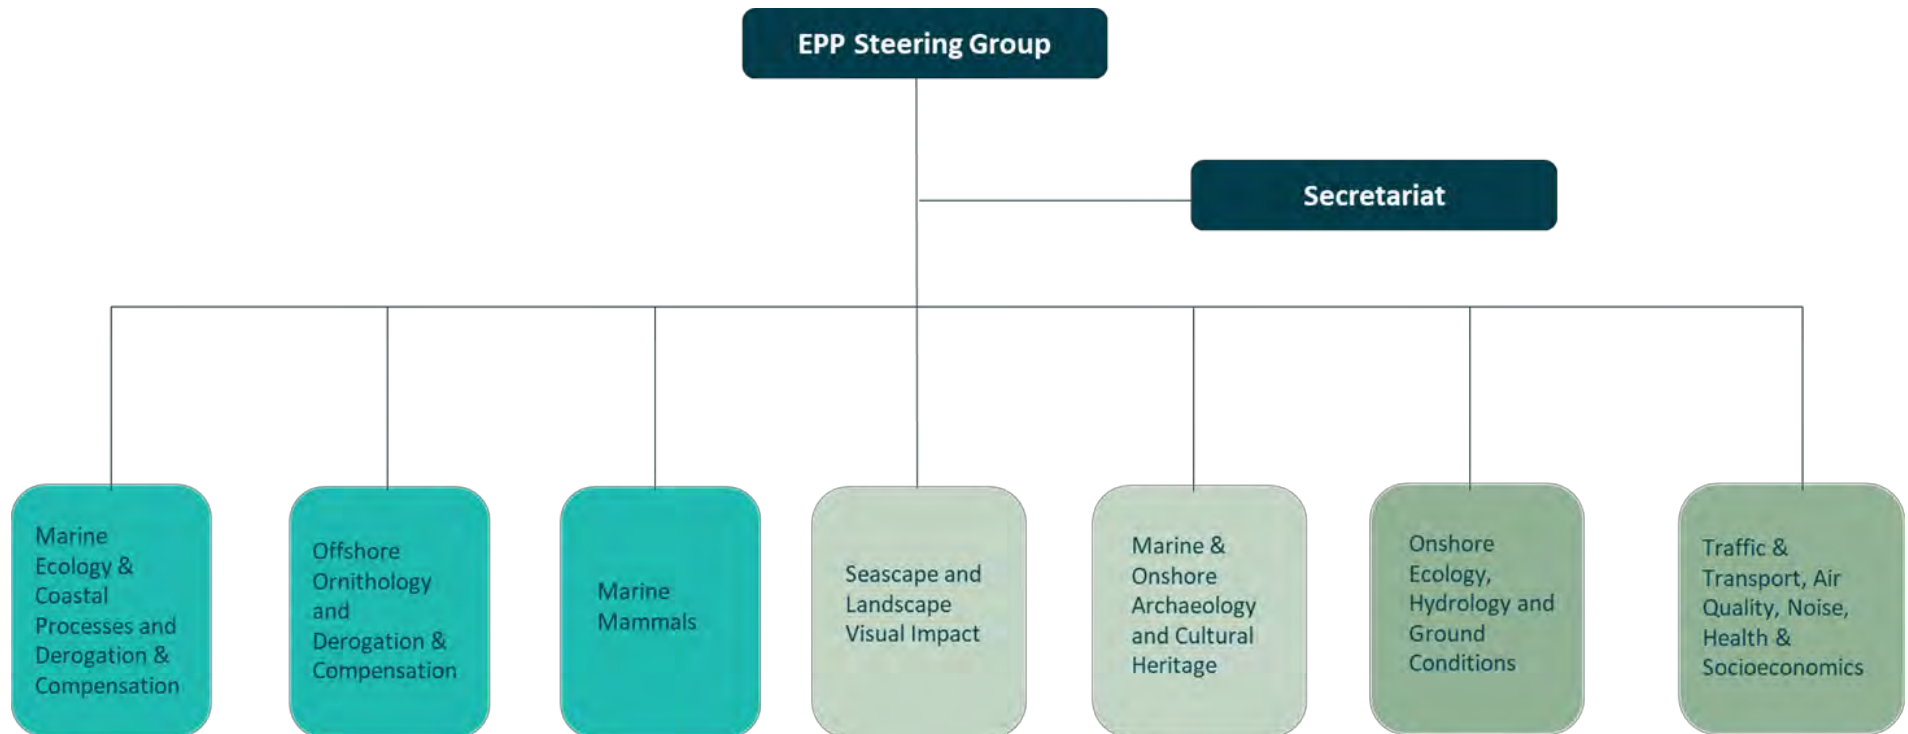 EPP Steering Group
Secretariat
Marine
Ecology &
Coastal
Processes and
Derogation &
Compensation
Offshore
Ornithology
and
Derogation &
Compensation
Marine
Mammals
Seascape and
Landscape
Visual Impact
Marine &
Onshore
Archaeology
and Cultural
Heritage
Onshore
Ecology,
Hydrology and
Ground
Conditions
Traffic &
Transport, Air
Quality, Noise,
Health &
Socioeconomics